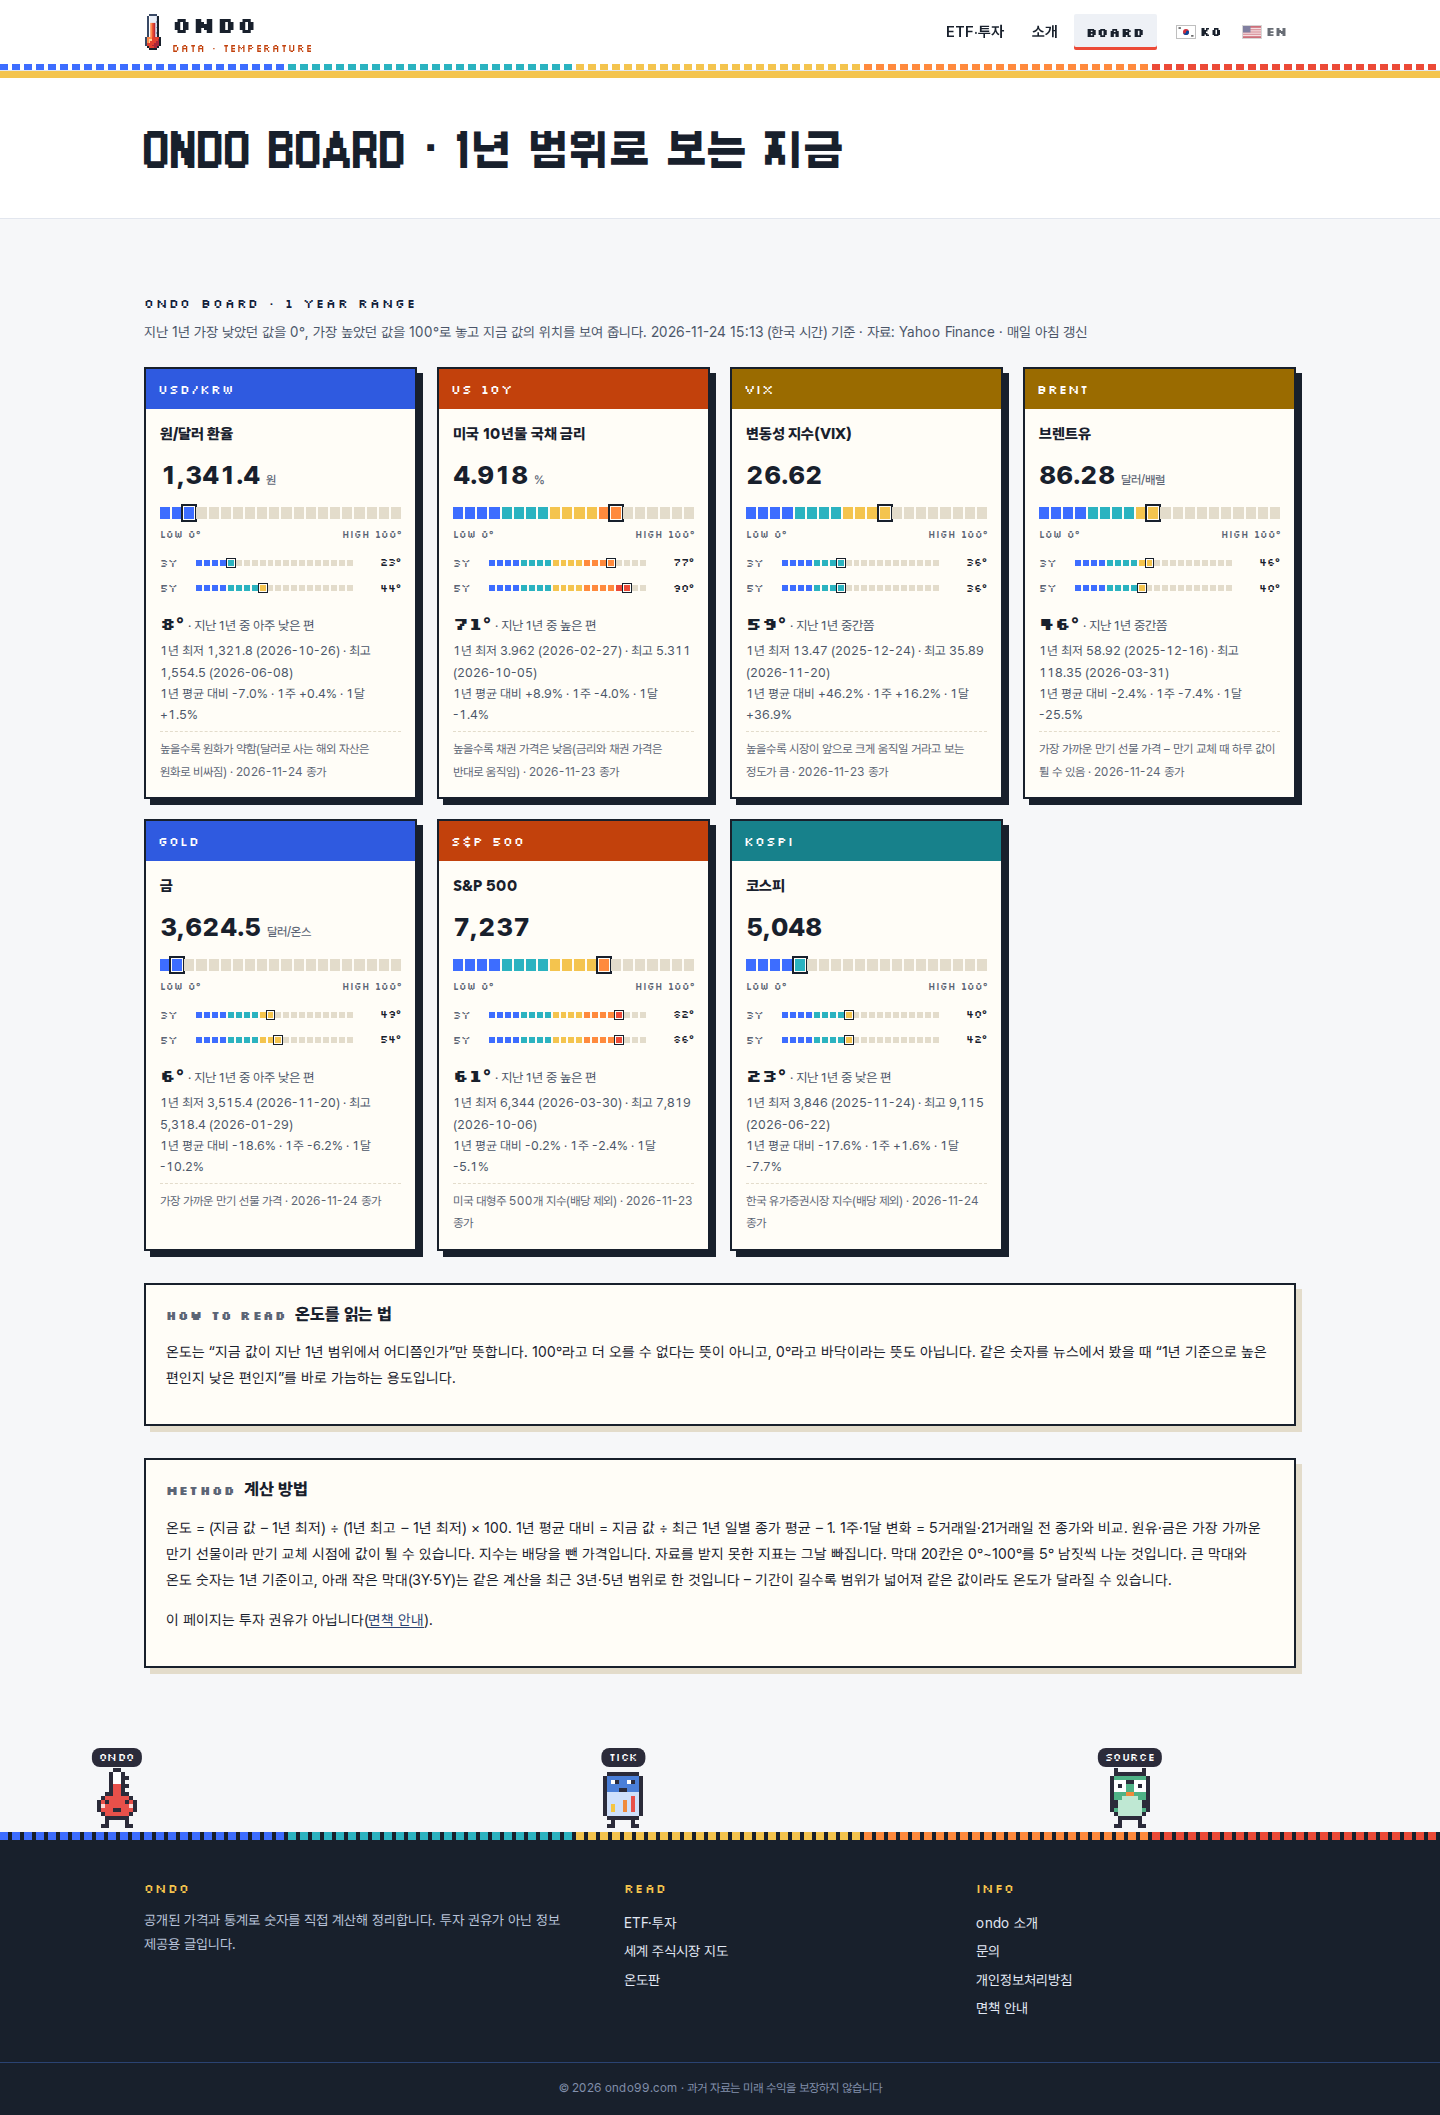 ONDO
DATA · TEMPERATURE
ETF·투자 소개 BOARD KO EN
ONDO BOARD · 1년 범위로 보는 지금
ONDO BOARD · 1 YEAR RANGE
지난 1년 가장 낮았던 값을 0°, 가장 높았던 값을 100°로 놓고 지금 값의 위치를 보여 줍니다. 2026-11-24 15:13 (한국 시간) 기준 · 자료: Yahoo Finance · 매일 아침 갱신
USD/KRW
원/달러 환율
1,341.4 원
LOW 0° HIGH 100°
3Y 23°
5Y 44°
8° · 지난 1년 중 아주 낮은 편
1년 최저 1,321.8 (2026-10-26) · 최고
1,554.5 (2026-06-08)
1년 평균 대비 -7.0% · 1주 +0.4% · 1달
+1.5%
높을수록 원화가 약함(달러로 사는 해외 자산은
원화로 비싸짐) · 2026-11-24 종가
US 10Y
미국 10년물 국채 금리
4.918 %
LOW 0° HIGH 100°
3Y 77°
5Y 90°
71° · 지난 1년 중 높은 편
1년 최저 3.962 (2026-02-27) · 최고 5.311
(2026-10-05)
1년 평균 대비 +8.9% · 1주 -4.0% · 1달
-1.4%
높을수록 채권 가격은 낮음(금리와 채권 가격은
반대로 움직임) · 2026-11-23 종가
VIX
변동성 지수(VIX)
26.62
LOW 0° HIGH 100°
3Y 36°
5Y 36°
59° · 지난 1년 중간쯤
1년 최저 13.47 (2025-12-24) · 최고 35.89
(2026-11-20)
1년 평균 대비 +46.2% · 1주 +16.2% · 1달
+36.9%
높을수록 시장이 앞으로 크게 움직일 거라고 보는
정도가 큼 · 2026-11-23 종가
BRENT
브렌트유
86.28 달러/배럴
LOW 0° HIGH 100°
3Y 46°
5Y 40°
46° · 지난 1년 중간쯤
1년 최저 58.92 (2025-12-16) · 최고
118.35 (2026-03-31)
1년 평균 대비 -2.4% · 1주 -7.4% · 1달
-25.5%
가장 가까운 만기 선물 가격 – 만기 교체 때 하루 값이
튈 수 있음 · 2026-11-24 종가
GOLD
금
3,624.5 달러/온스
LOW 0° HIGH 100°
3Y 49°
5Y 54°
6° · 지난 1년 중 아주 낮은 편
1년 최저 3,515.4 (2026-11-20) · 최고
5,318.4 (2026-01-29)
1년 평균 대비 -18.6% · 1주 -6.2% · 1달
-10.2%
가장 가까운 만기 선물 가격 · 2026-11-24 종가
S&P 500
S&P 500
7,237
LOW 0° HIGH 100°
3Y 82°
5Y 86°
61° · 지난 1년 중 높은 편
1년 최저 6,344 (2026-03-30) · 최고 7,819
(2026-10-06)
1년 평균 대비 -0.2% · 1주 -2.4% · 1달
-5.1%
미국 대형주 500개 지수(배당 제외) · 2026-11-23
종가
KOSPI
코스피
5,048
LOW 0° HIGH 100°
3Y 40°
5Y 42°
23° · 지난 1년 중 낮은 편
1년 최저 3,846 (2025-11-24) · 최고 9,115
(2026-06-22)
1년 평균 대비 -17.6% · 1주 +1.6% · 1달
-7.7%
한국 유가증권시장 지수(배당 제외) · 2026-11-24
종가
HOW TO READ 온도를 읽는 법
온도는 “지금 값이 지난 1년 범위에서 어디쯤인가”만 뜻합니다. 100°라고 더 오를 수 없다는 뜻이 아니고, 0°라고 바닥이라는 뜻도 아닙니다. 같은 숫자를 뉴스에서 봤을 때 “1년 기준으로 높은
편인지 낮은 편인지”를 바로 가늠하는 용도입니다.
METHOD 계산 방법
온도 = (지금 값 – 1년 최저) ÷ (1년 최고 – 1년 최저) × 100. 1년 평균 대비 = 지금 값 ÷ 최근 1년 일별 종가 평균 – 1. 1주·1달 변화 = 5거래일·21거래일 전 종가와 비교. 원유·금은 가장 가까운
만기 선물이라 만기 교체 시점에 값이 튈 수 있습니다. 지수는 배당을 뺀 가격입니다. 자료를 받지 못한 지표는 그날 빠집니다. 막대 20칸은 0°~100°를 5° 남짓씩 나눈 것입니다. 큰 막대와
온도 숫자는 1년 기준이고, 아래 작은 막대(3Y·5Y)는 같은 계산을 최근 3년·5년 범위로 한 것입니다 – 기간이 길수록 범위가 넓어져 같은 값이라도 온도가 달라질 수 있습니다.
이 페이지는 투자 권유가 아닙니다(면책 안내).
ONDO
TICK
SOURCE
ONDO
공개된 가격과 통계로 숫자를 직접 계산해 정리합니다. 투자 권유가 아닌 정보
제공용 글입니다.
READ
ETF·투자
세계 주식시장 지도
온도판
INFO
ondo 소개
문의
개인정보처리방침
면책 안내
© 2026 ondo99.com · 과거 자료는 미래 수익을 보장하지 않습니다